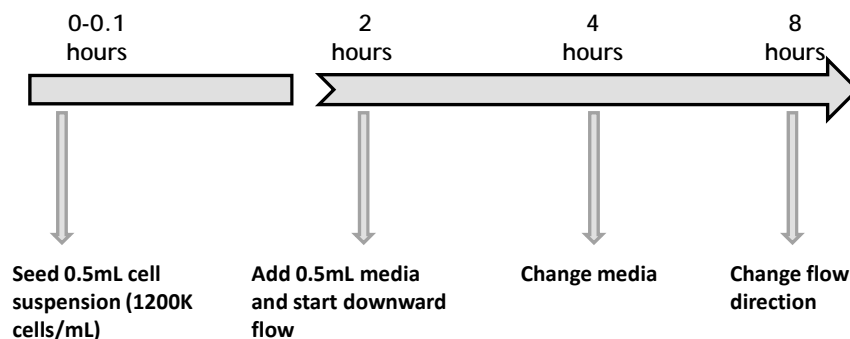 0-0.1
hours
2
hours
4
hours
8
hours
Seed 0.5mL cell
suspension (1200K
cells/mL)
Add 0.5mL media
and start downward
flow
Change media
Change flow
direction